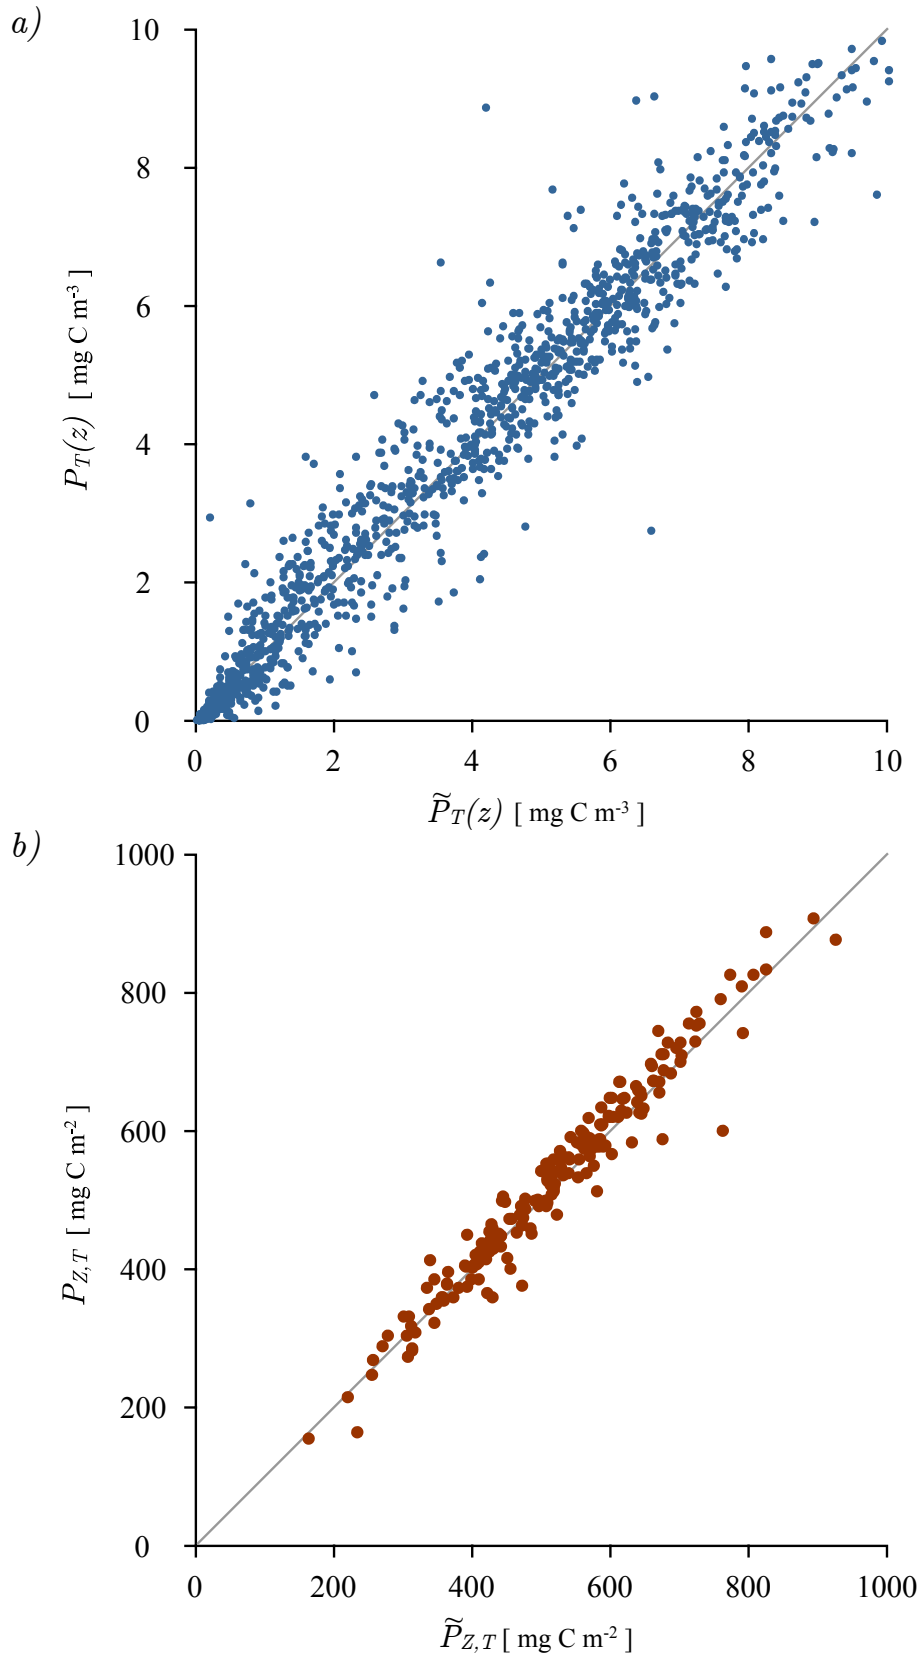 a)
10
8
6
4
2
0
P_T(z) [ mg C m-3 ]
0 2 4 6 8 10
P̃_T(z) [ mg C m-3 ]
b)
1000
800
600
400
200
0
P_Z,T [ mg C m-2 ]
0 200 400 600 800 1000
P̃_Z,T [ mg C m-2 ]